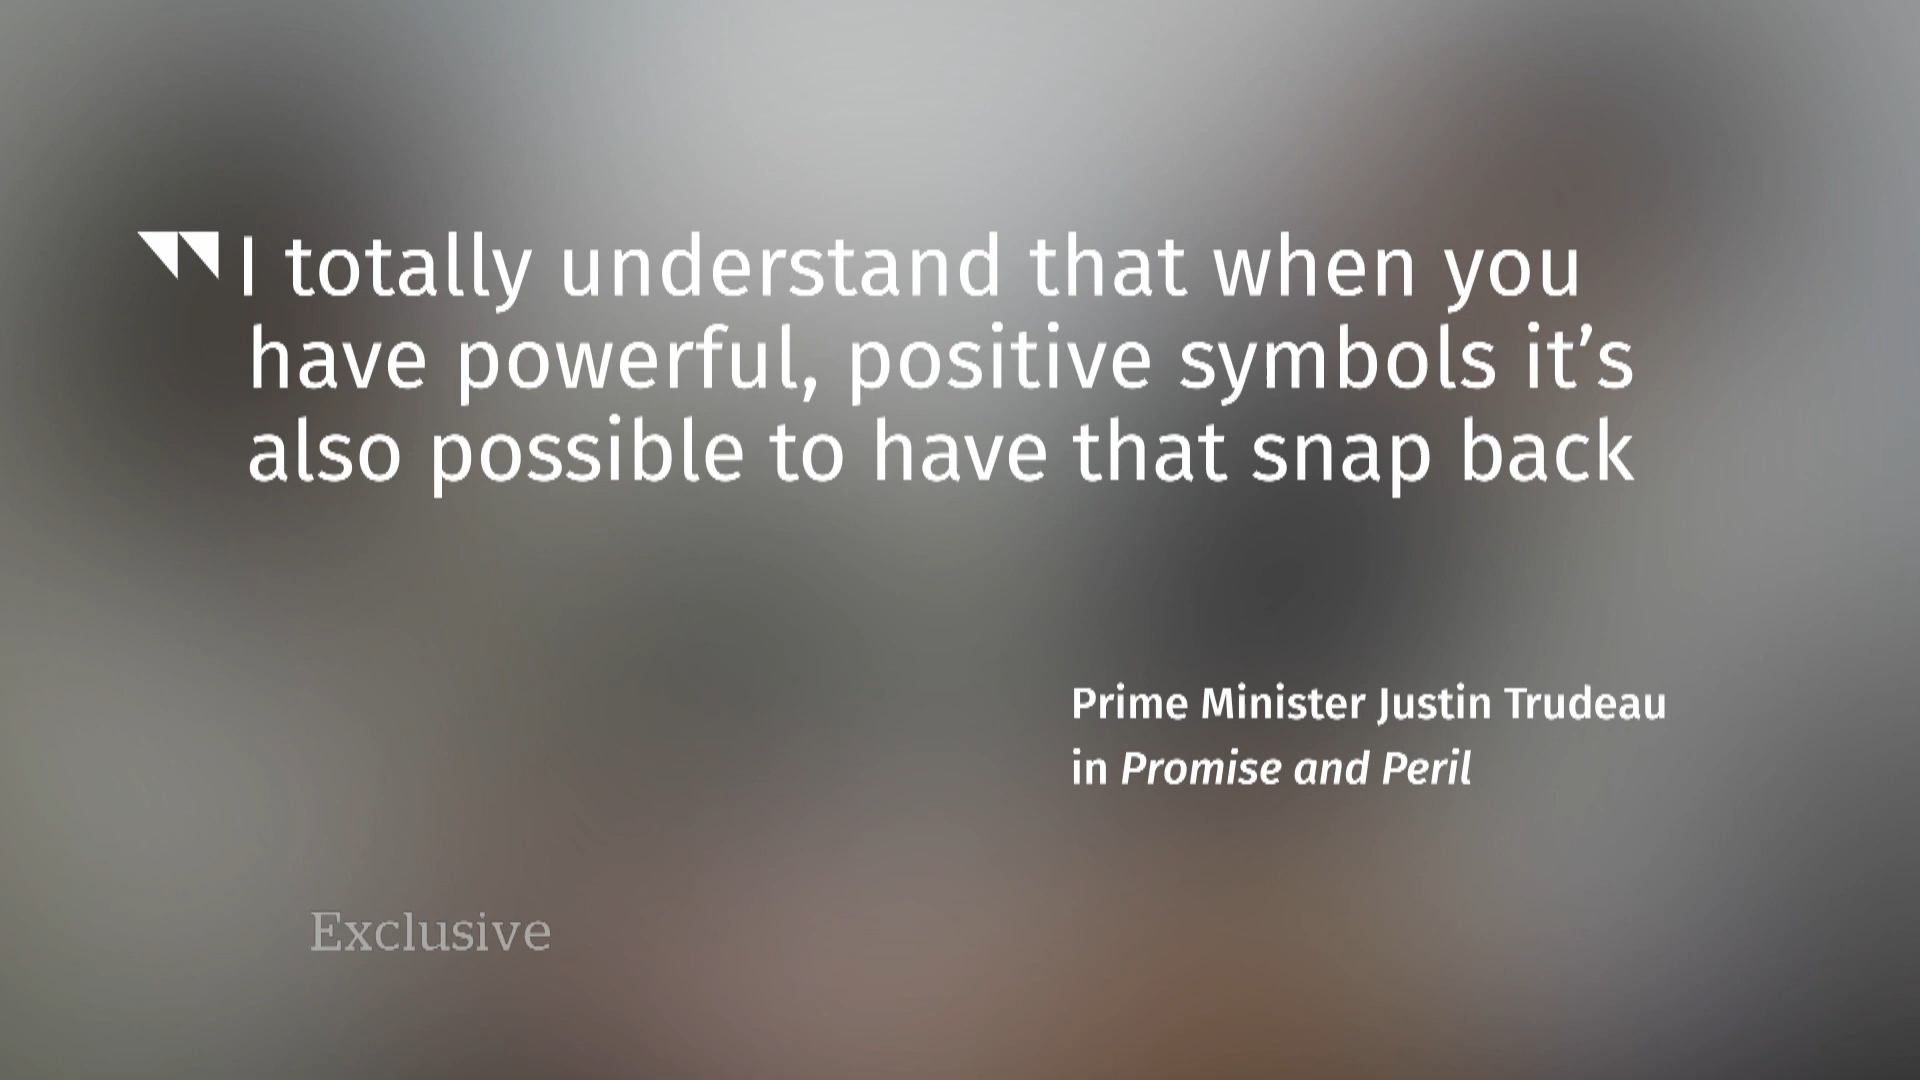 I totally understand that when you
have powerful, positive symbols it’s
also possible to have that snap back
Prime Minister Justin Trudeau
in Promise and Peril
Exclusive